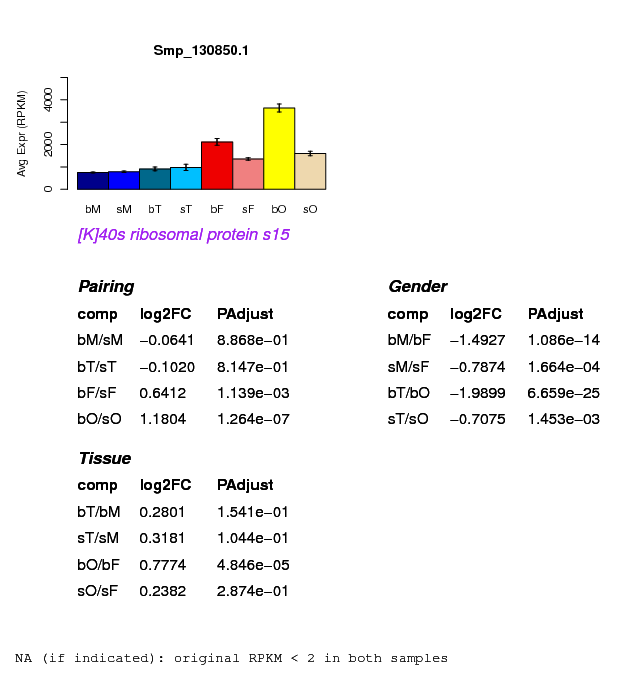 Smp_130850.1
Avg Expr (RPKM)
4000
2000
0
bM sM bT sT bF sF bO sO
[K]40s ribosomal protein s15
Pairing
comp log2FC PAdjust
bM/sM −0.0641 8.868e−01
bT/sT −0.1020 8.147e−01
bF/sF 0.6412 1.139e−03
bO/sO 1.1804 1.264e−07
Gender
comp log2FC PAdjust
bM/bF −1.4927 1.086e−14
sM/sF −0.7874 1.664e−04
bT/bO −1.9899 6.659e−25
sT/sO −0.7075 1.453e−03
Tissue
comp log2FC PAdjust
bT/bM 0.2801 1.541e−01
sT/sM 0.3181 1.044e−01
bO/bF 0.7774 4.846e−05
sO/sF 0.2382 2.874e−01
NA (if indicated): original RPKM < 2 in both samples